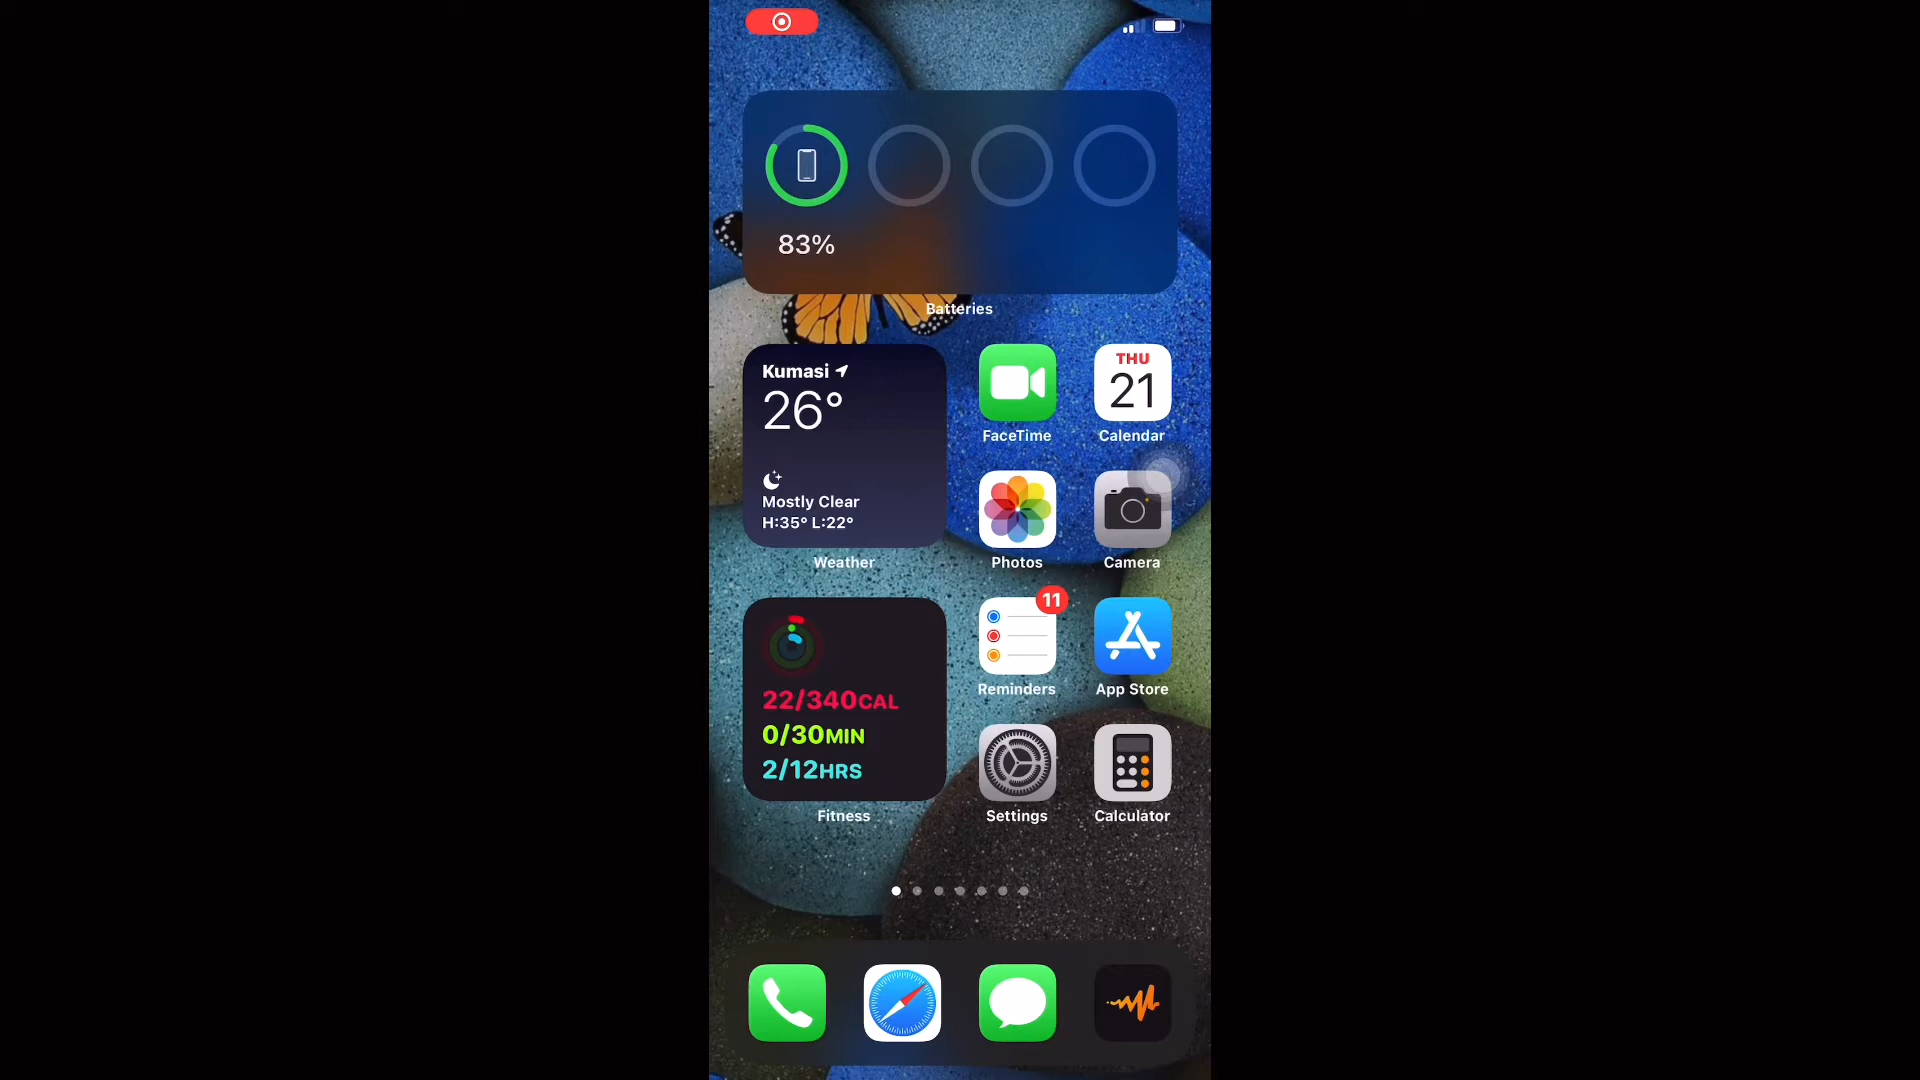 83%
Batteries
Kumasi
26°
Mostly Clear
H:35° L:22°
Weather
FaceTime
THU
21
Calendar
Photos
Camera
22/340CAL
0/30MIN
2/12HRS
Fitness
11
Reminders
App Store
Settings
Calculator